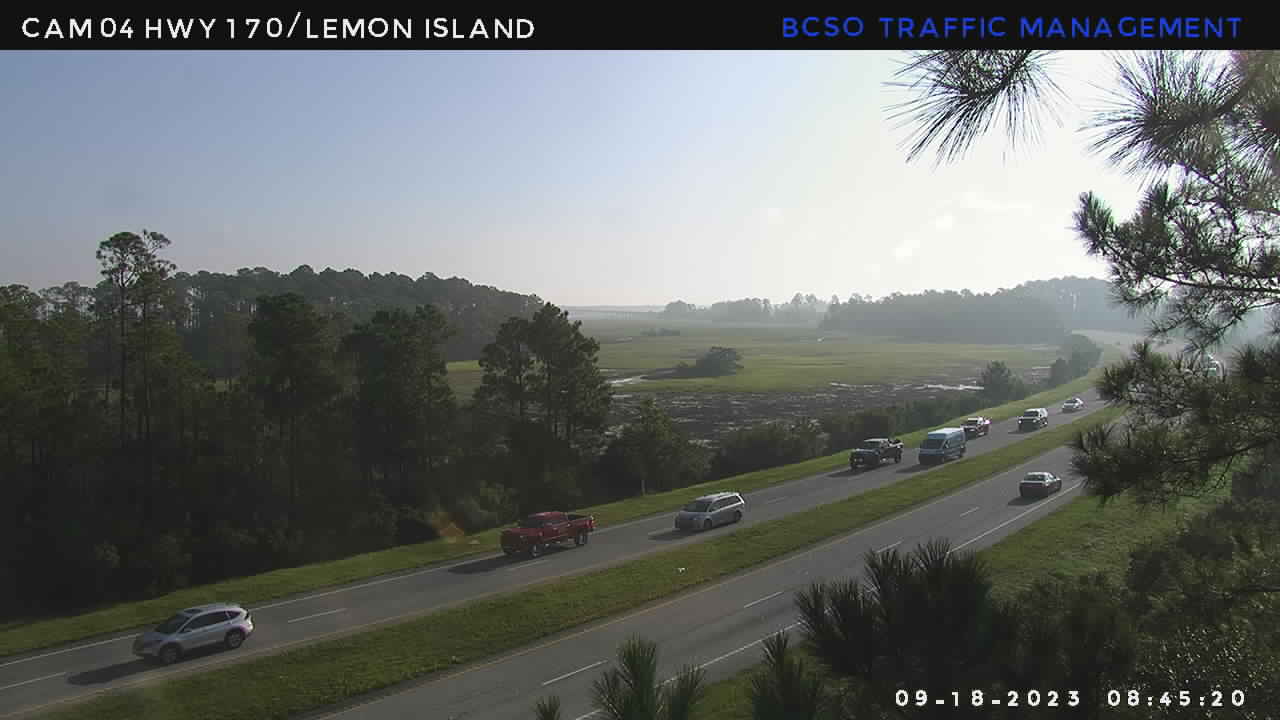 CAM04 HWY 170/LEMON ISLAND
BCSO TRAFFIC MANAGEMENT
09-18-2023 08:45:20